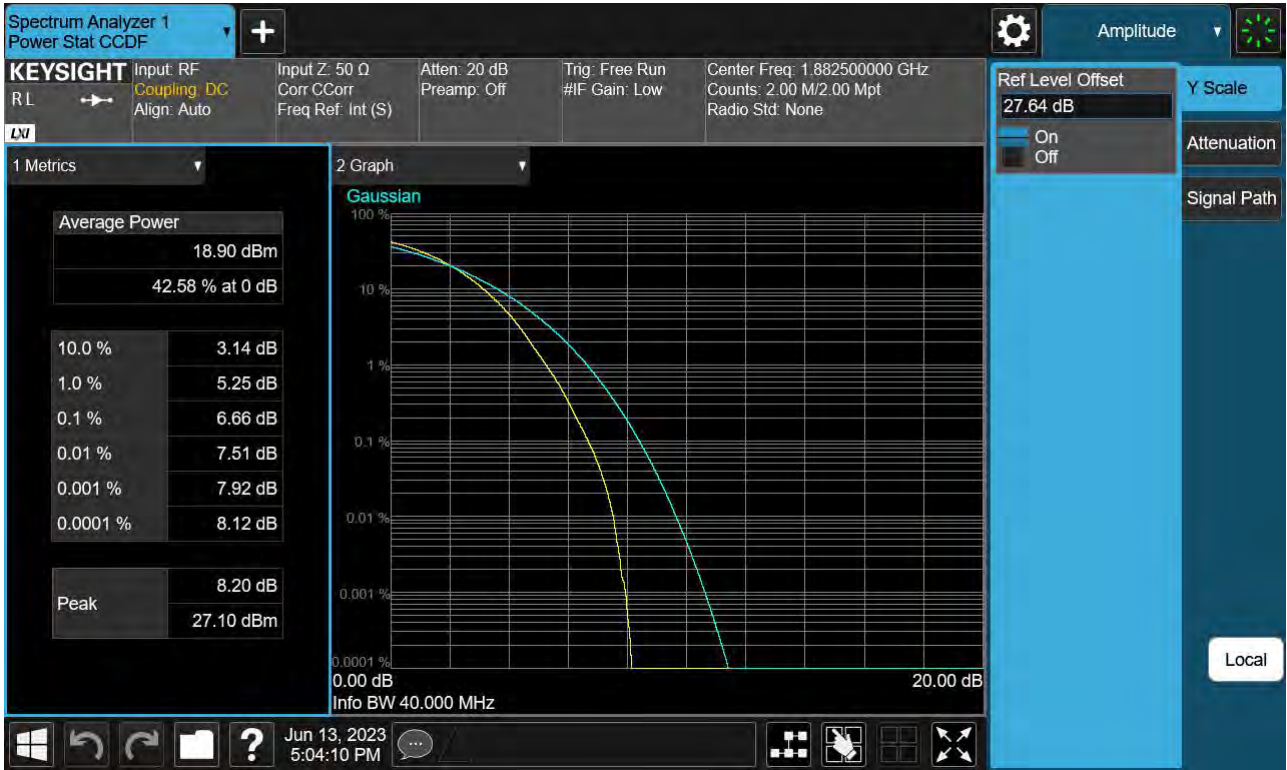 Spectrum Analyzer 1
Power Stat CCDF
Amplitude
KEYSIGHT
RL
LXI
Input: RF
Coupling: DC
Align: Auto
Input Z: 50 Ω
Corr CCorr
Freq Ref: Int (S)
Atten: 20 dB
Preamp: Off
Trig: Free Run
#IF Gain: Low
Center Freq: 1.882500000 GHz
Counts: 2.00 M/2.00 Mpt
Radio Std: None
Ref Level Offset
27.64 dB
On
Off
Y Scale
Attenuation
Signal Path
Local
1 Metrics
Average Power
18.90 dBm
42.58 % at 0 dB
10.0 % 3.14 dB
1.0 % 5.25 dB
0.1 % 6.66 dB
0.01 % 7.51 dB
0.001 % 7.92 dB
0.0001 % 8.12 dB
Peak
8.20 dB
27.10 dBm
2 Graph
Gaussian
100 %
10 %
1 %
0.1 %
0.01 %
0.001 %
0.0001 %
0.00 dB 20.00 dB
Info BW 40.000 MHz
Jun 13, 2023
5:04:10 PM